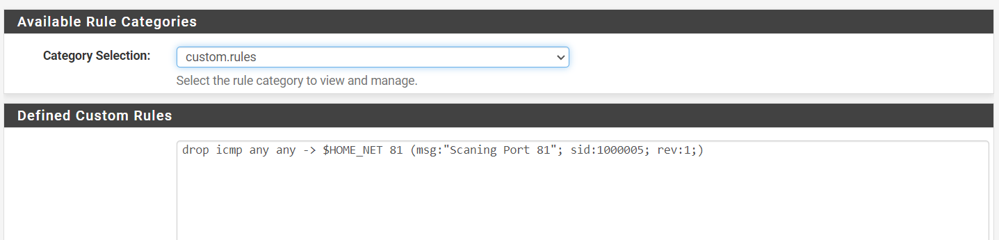 Available Rule Categories
Category Selection: custom.rules
Select the rule category to view and manage.
Defined Custom Rules
drop icmp any any -> $HOME_NET 81 (msg:"Scaning Port 81"; sid:1000005; rev:1;)